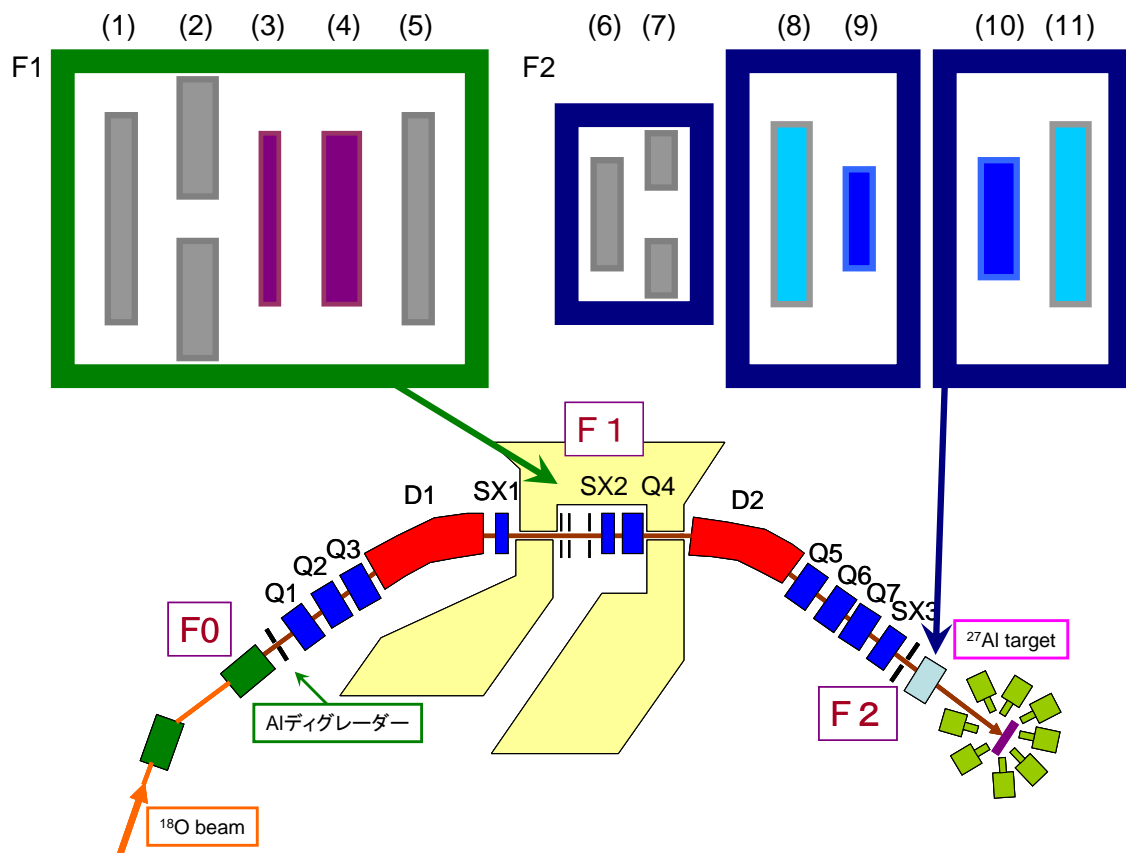 (1)
(2)
(3)
(4)
(5)
(6)
(7)
(8)
(9)
(10)
(11)
F1
F2
F 1
D1
SX1
SX2
Q4
D2
Q3
Q2
Q1
Q5
Q6
Q7
SX3
F0
²⁷Al target
Alディグレーダー
F 2
¹⁸O beam